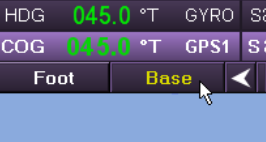 HDG 045.0 °T GYRO
COG 045.0 °T GPS1
Foot Base